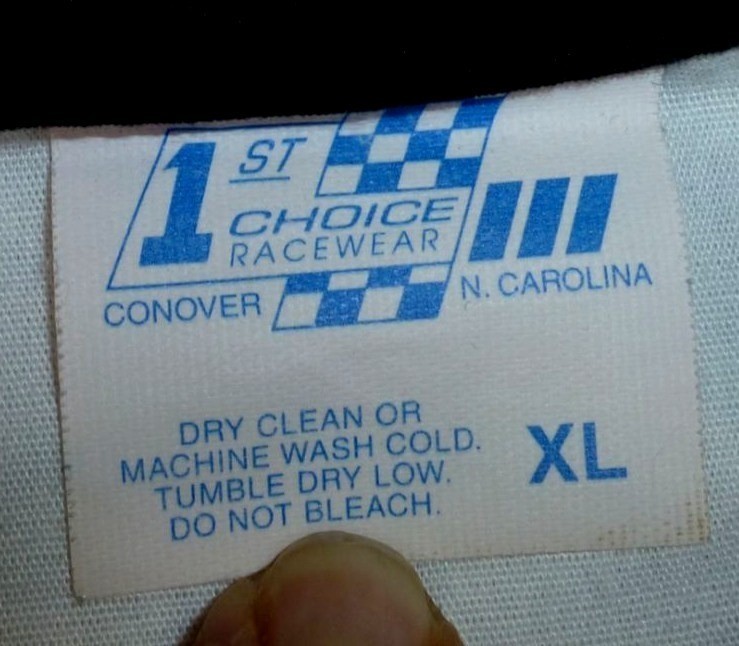 1 ST
CHOICE
RACEWEAR
CONOVER N. CAROLINA
DRY CLEAN OR
MACHINE WASH COLD.
TUMBLE DRY LOW.
DO NOT BLEACH.
XL